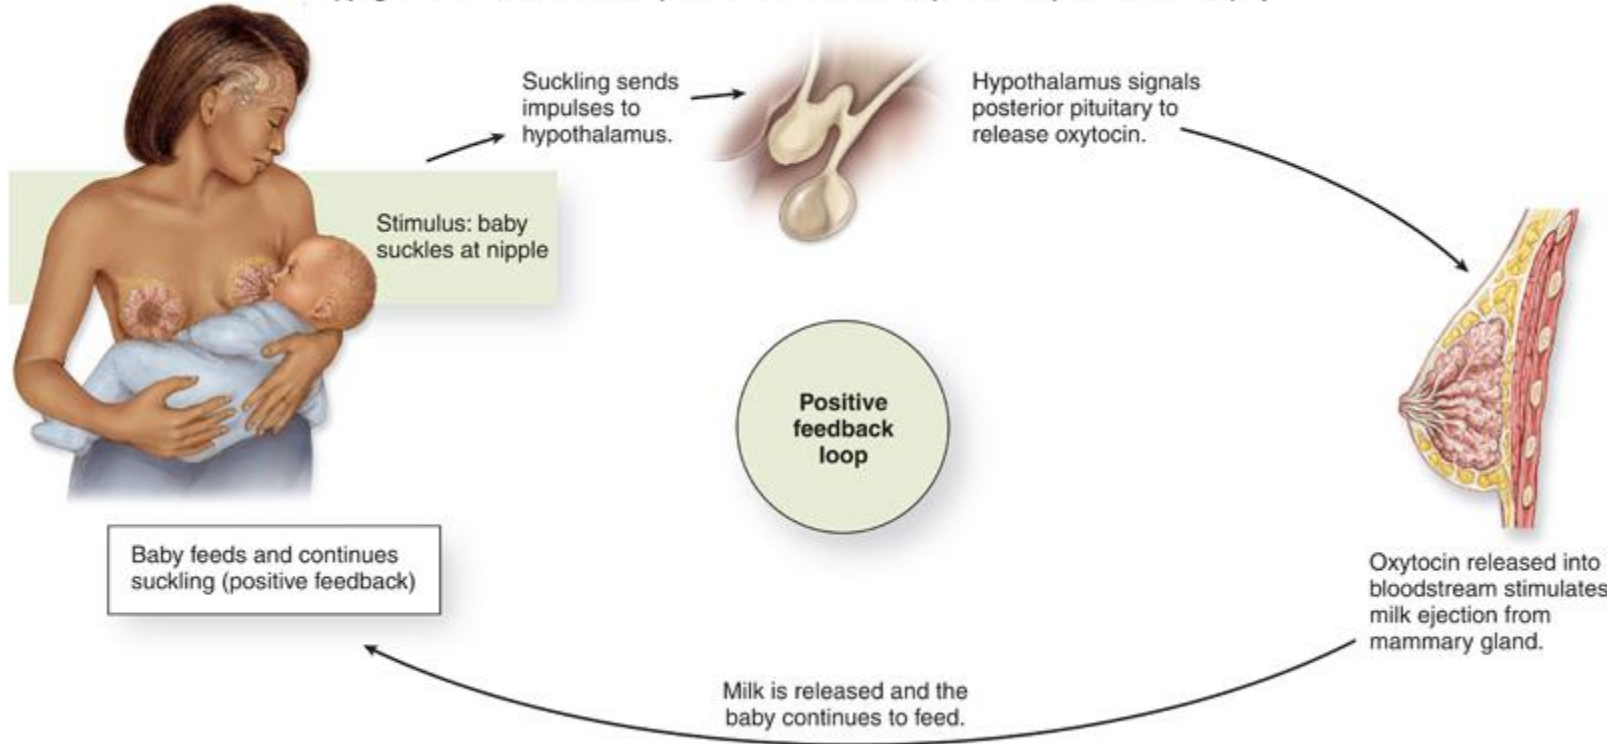 Suckling sends
impulses to
hypothalamus.
Hypothalamus signals
posterior pituitary to
release oxytocin.
Stimulus: baby
suckles at nipple
Positive
feedback
loop
Baby feeds and continues
suckling (positive feedback)
Oxytocin released into
bloodstream stimulates
milk ejection from
mammary gland.
Milk is released and the
baby continues to feed.